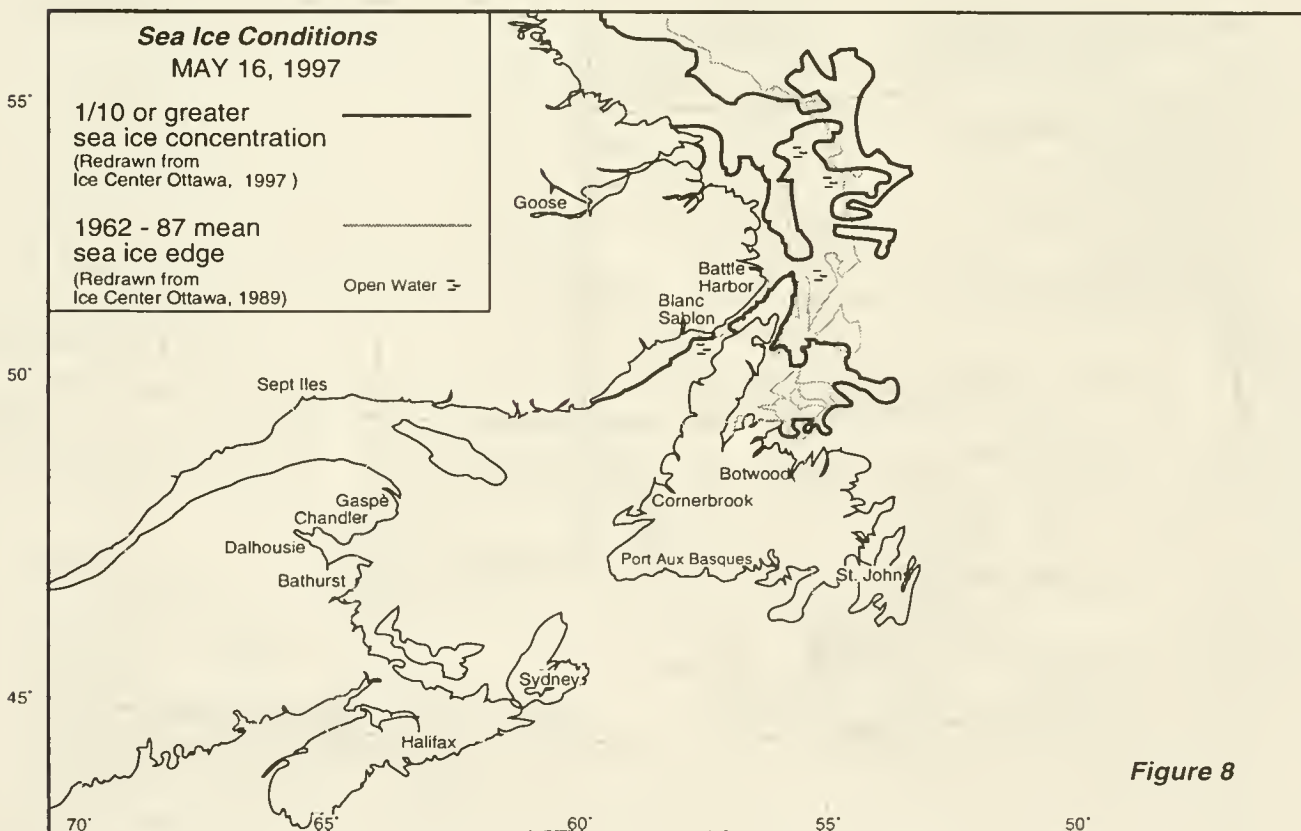 Sea Ice Conditions
MAY 16, 1997
1/10 or greater
sea ice concentration
(Redrawn from
Ice Center Ottawa, 1997 )
1962 - 87 mean
sea ice edge
(Redrawn from
Ice Center Ottawa, 1989)
Open Water
55°
50°
45°
Goose
Battle
Harbor
Blanc
Sablon
Sept Iles
Botwood
Cornerbrook
Gaspè
Chandler
Dalhousie
Port Aux Basques
St. Johns
Bathurst
Sydney
Halifax
Figure 8
70°
65°
60°
55°
50°